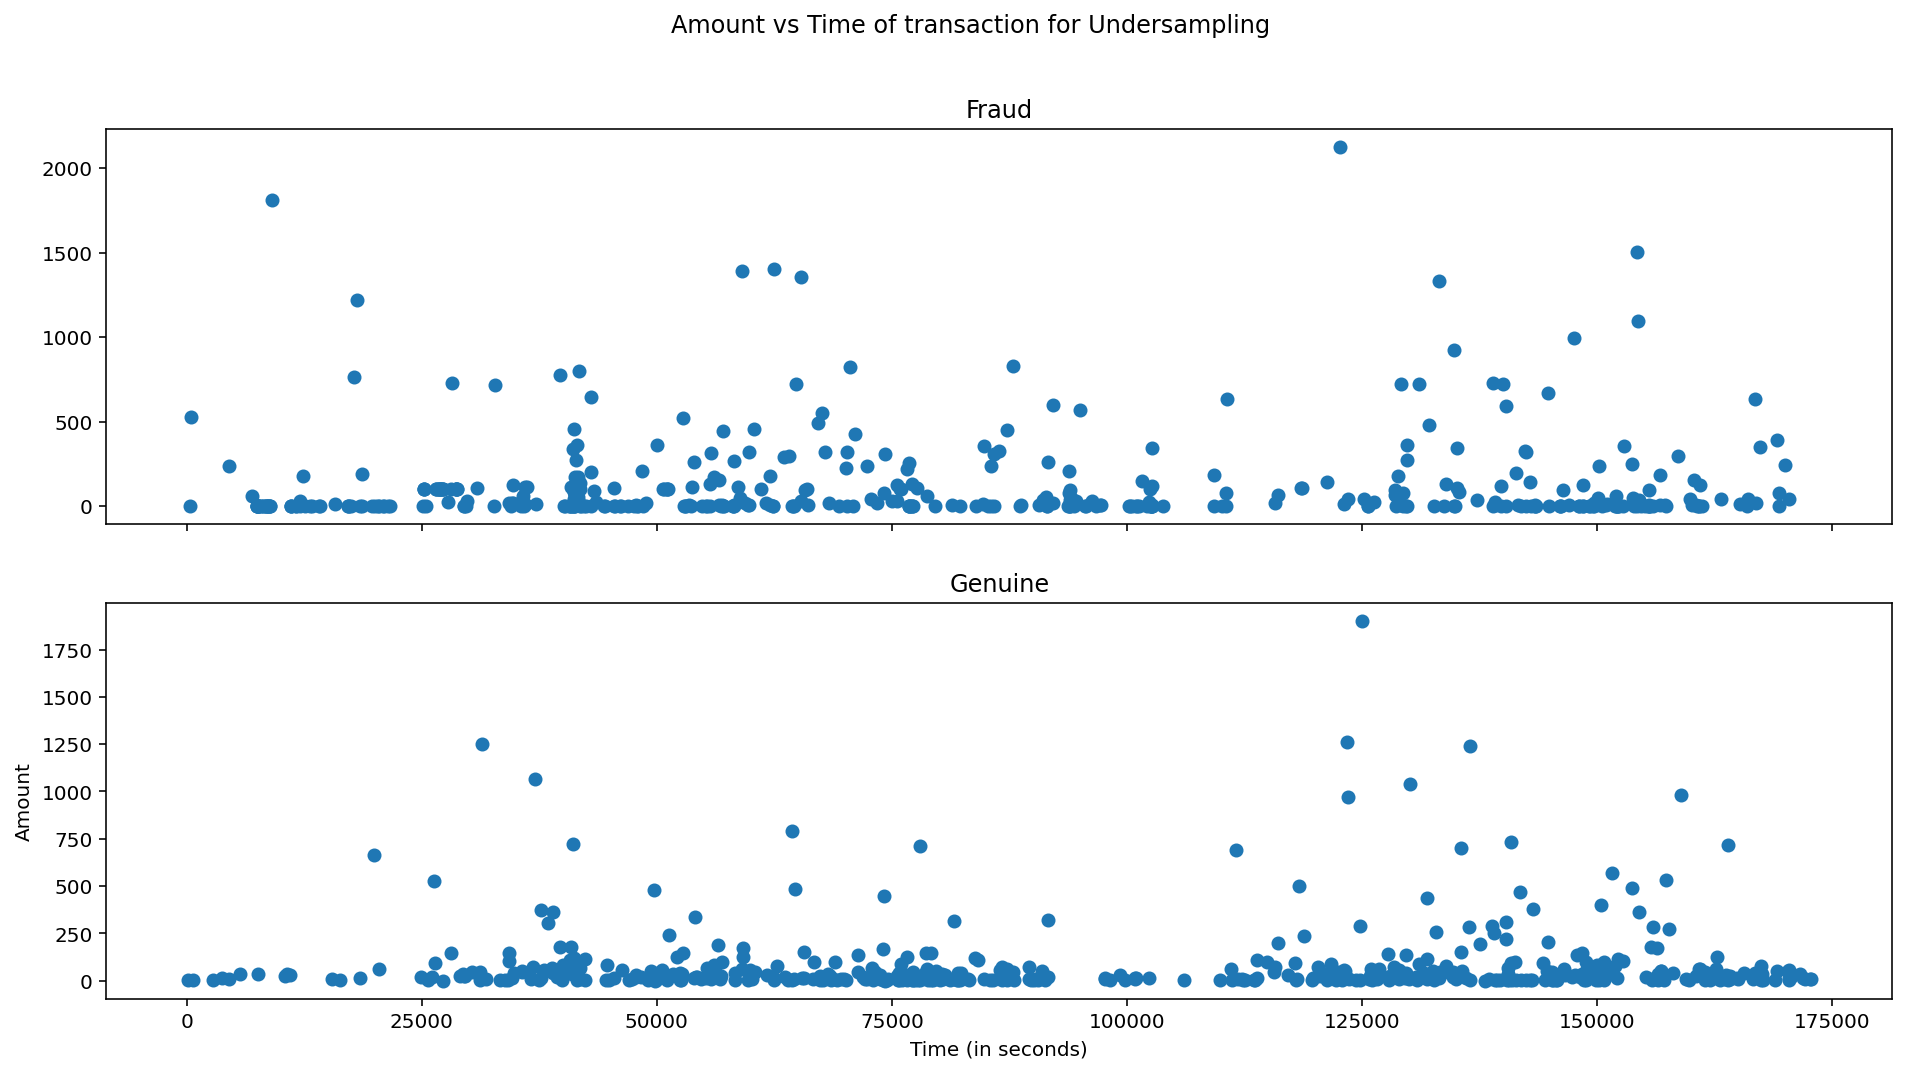 Amount vs Time of transaction for Undersampling
Fraud
2000
1500
1000
500
0
Genuine
1750
1500
1250
1000
750
500
250
0
Amount
0 25000 50000 75000 100000 125000 150000 175000
Time (in seconds)